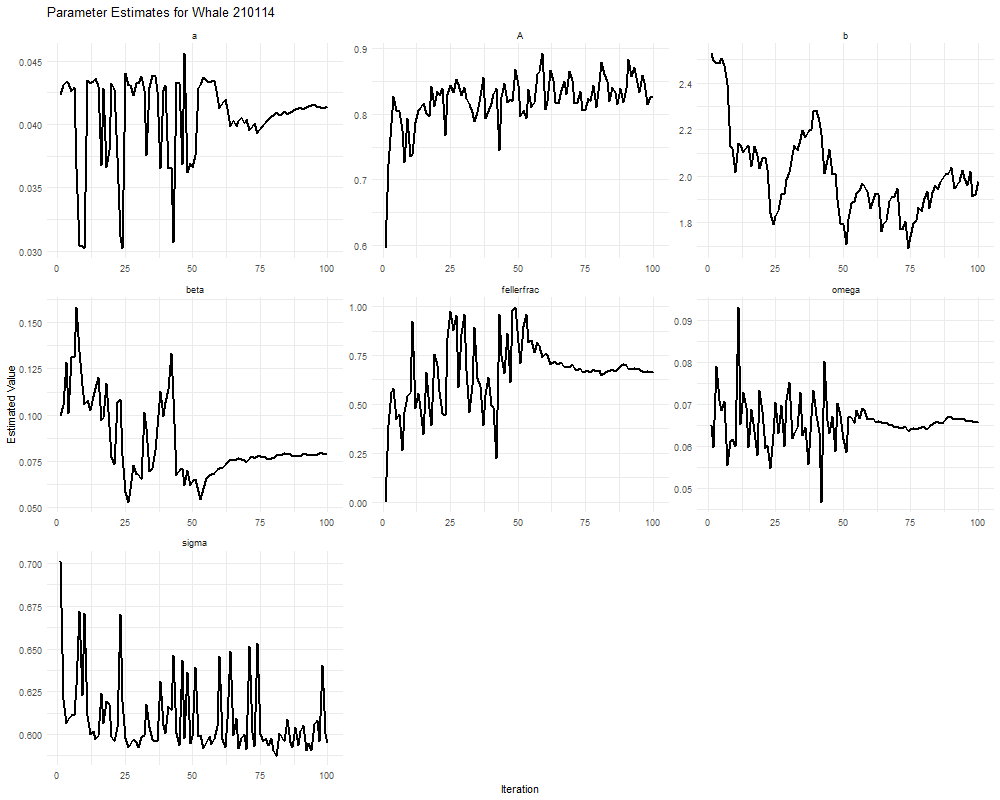 Parameter Estimates for Whale 210114
a
A
b
0.045
0.040
0.035
0.030
0 25 50 75 100
0.9
0.8
0.7
0.6
0 25 50 75 100
2.4
2.2
2.0
1.8
0 25 50 75 100
beta
fellerfrac
omega
Estimated Value
0.150
0.125
0.100
0.075
0.050
0 25 50 75 100
1.00
0.75
0.50
0.25
0.00
0 25 50 75 100
0.09
0.08
0.07
0.06
0.05
0 25 50 75 100
sigma
0.700
0.675
0.650
0.625
0.600
0 25 50 75 100
Iteration